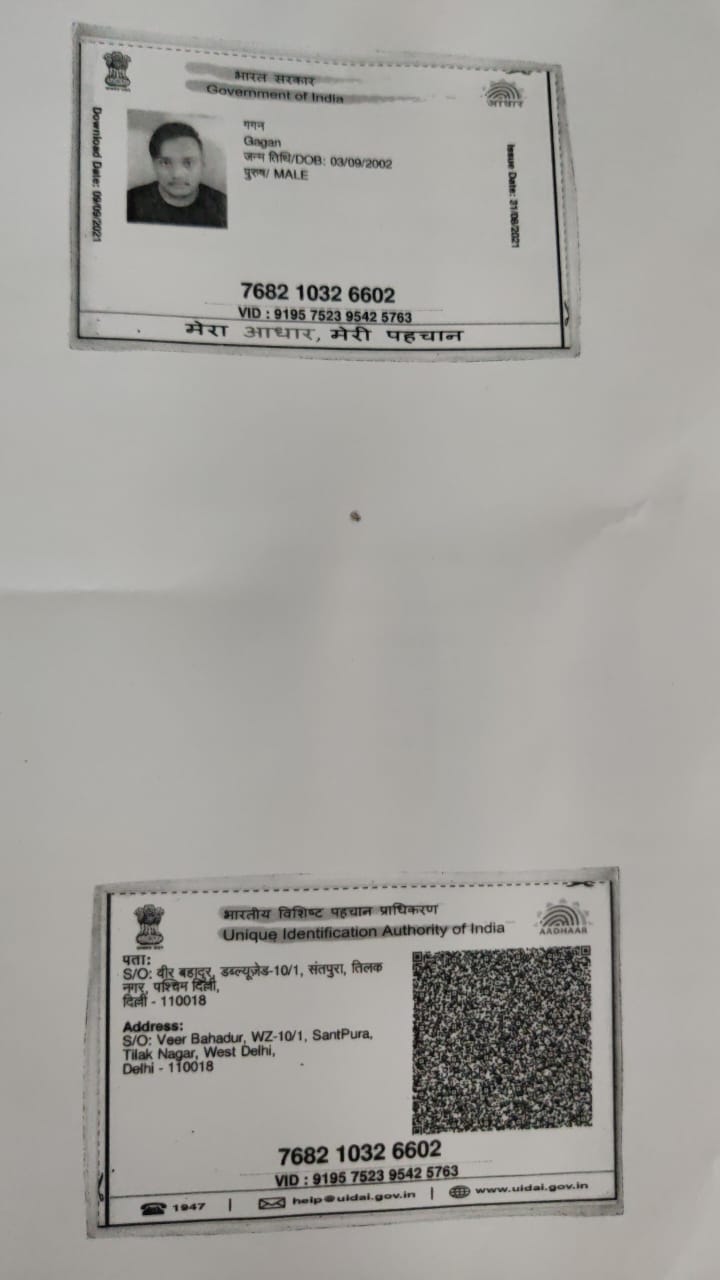 भारत सरकार
Government of India
आधार
Download Date: 09/09/2021
गगन
Gagan
जन्म तिथि/DOB: 03/09/2002
पुरुष/ MALE
Issue Date: 31/08/2021
7682 1032 6602
VID : 9195 7523 9542 5763
मेरा आधार, मेरी पहचान
भारतीय विशिष्ट पहचान प्राधिकरण
Unique Identification Authority of India
AADHAAR
पता:
S/O: वीर बहादुर, डब्ल्यूजेड-10/1, संतपुरा, तिलक
नगर, पश्चिम दिल्ली,
दिल्ली - 110018
Address:
S/O: Veer Bahadur, WZ-10/1, SantPura,
Tilak Nagar, West Delhi,
Delhi - 110018
7682 1032 6602
VID : 9195 7523 9542 5763
1947 | help@uidai.gov.in | www.uidai.gov.in